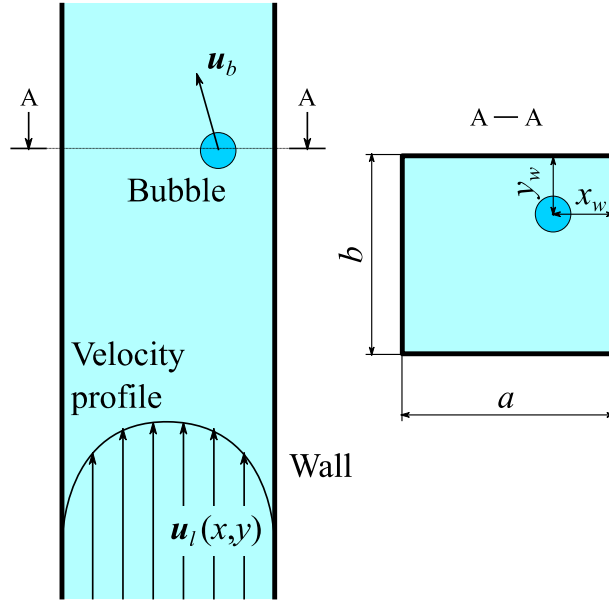 u_b
A
A
A — A
Bubble
y_w
x_w
b
Velocity
profile
a
Wall
u_l(x,y)